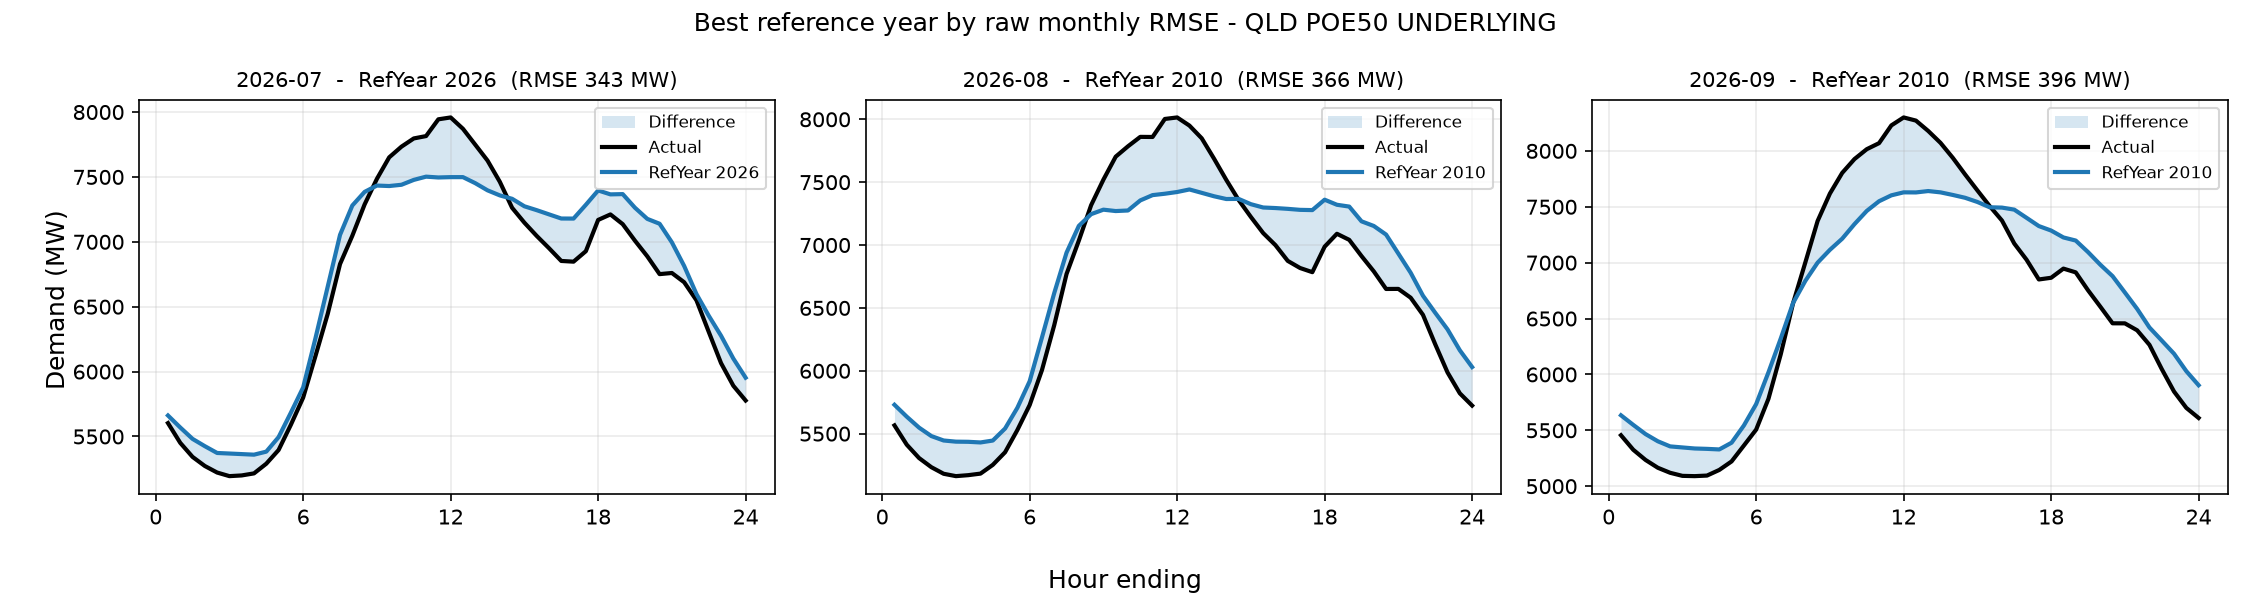 Best reference year by raw monthly RMSE - QLD POE50 UNDERLYING
2026-07 - RefYear 2026 (RMSE 343 MW)
Demand (MW)
8000
7500
7000
6500
6000
5500
0
6
12
18
24
Difference
Actual
RefYear 2026
2026-08 - RefYear 2010 (RMSE 366 MW)
8000
7500
7000
6500
6000
5500
0
6
12
18
24
Difference
Actual
RefYear 2010
2026-09 - RefYear 2010 (RMSE 396 MW)
8000
7500
7000
6500
6000
5500
5000
0
6
12
18
24
Difference
Actual
RefYear 2010
Hour ending